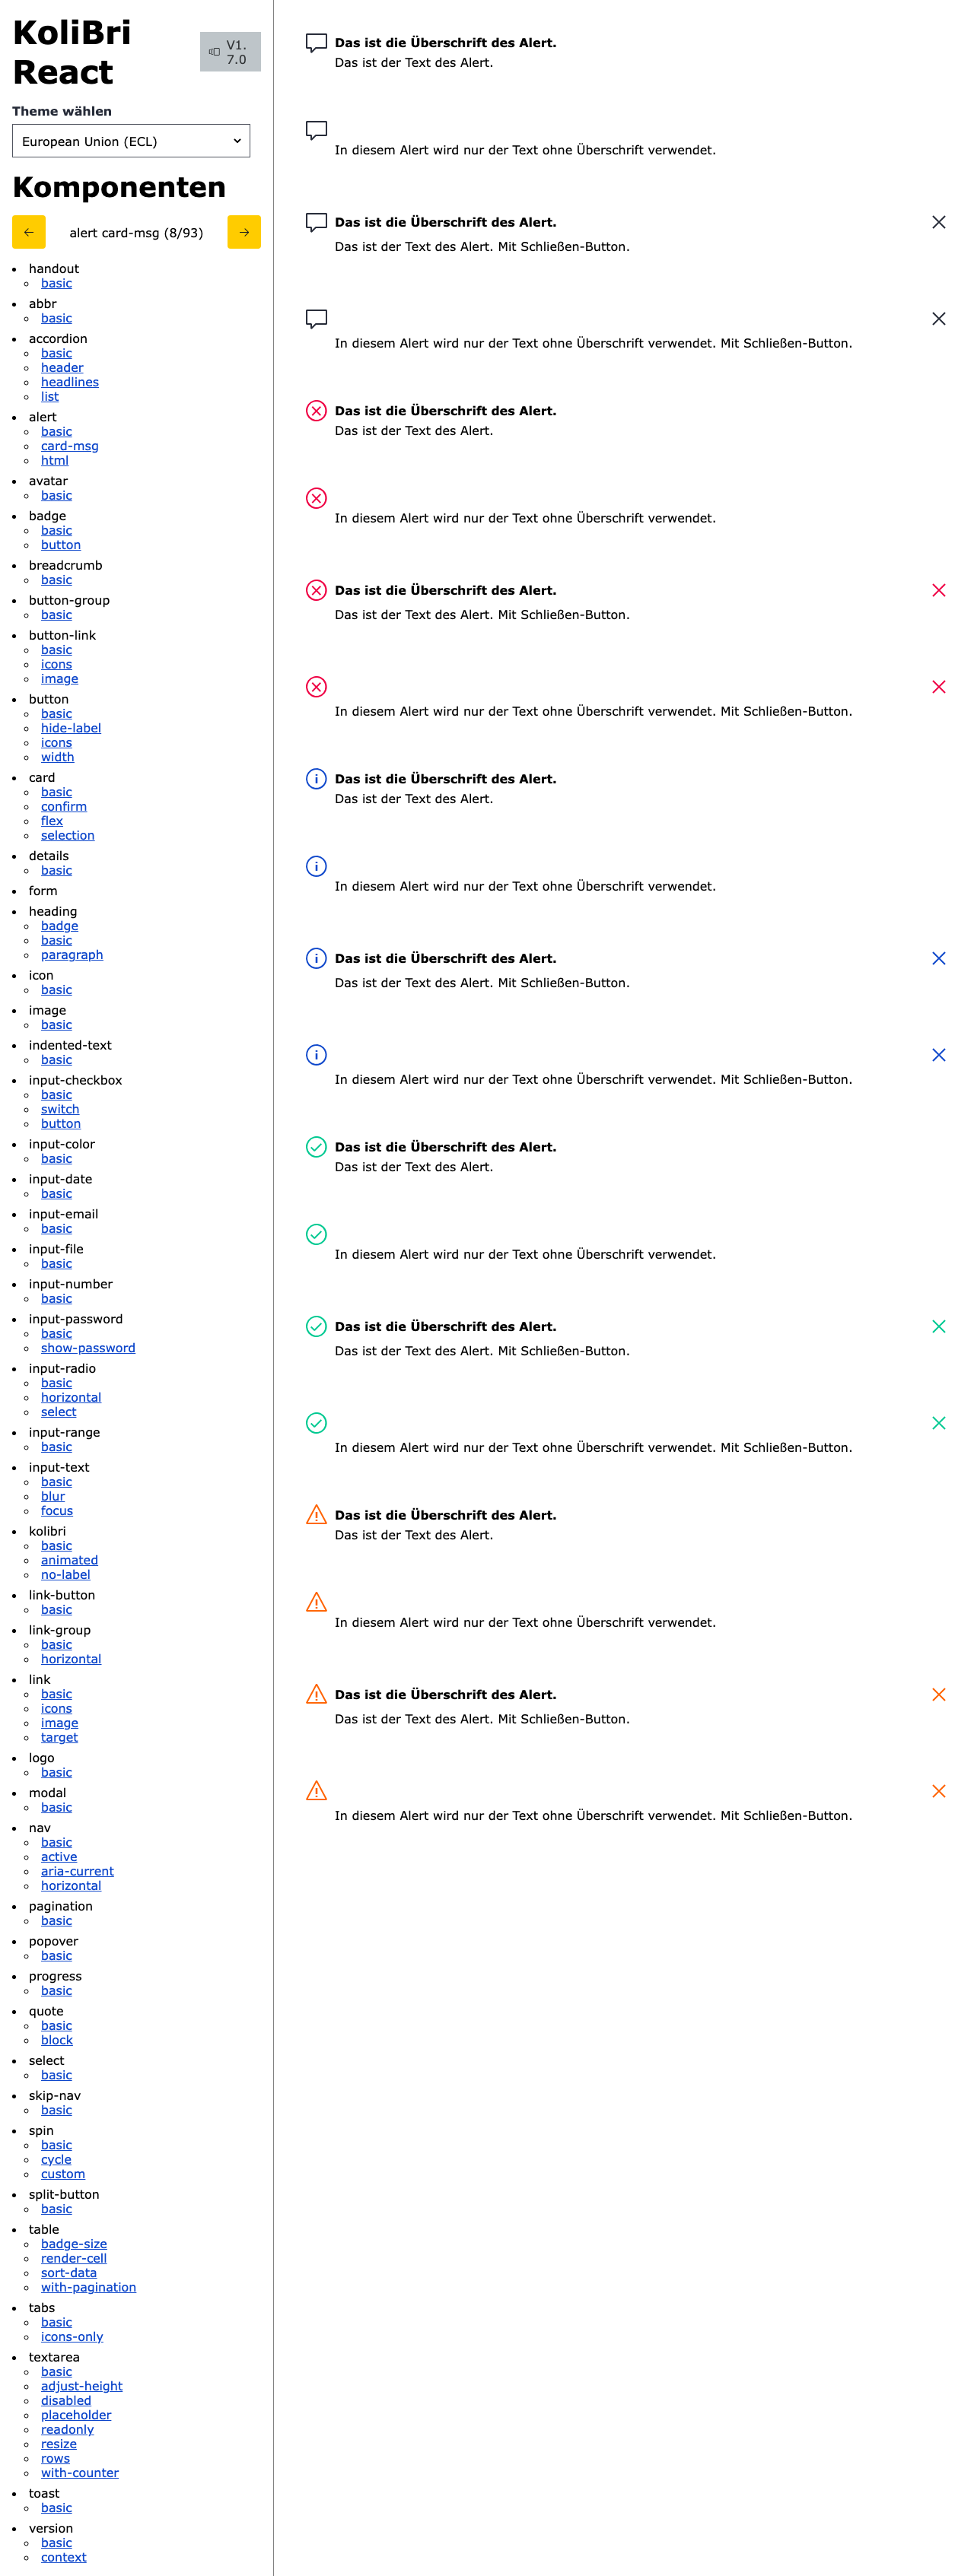 KoliBri
React
V1.
7.0
Theme wählen
European Union (ECL)
Komponenten
alert card-msg (8/93)
handout
basic
abbr
basic
accordion
basic
header
headlines
list
alert
basic
card-msg
html
avatar
basic
badge
basic
button
breadcrumb
basic
button-group
basic
button-link
basic
icons
image
button
basic
hide-label
icons
width
card
basic
confirm
flex
selection
details
basic
form
heading
badge
basic
paragraph
icon
basic
image
basic
indented-text
basic
input-checkbox
basic
switch
button
input-color
basic
input-date
basic
input-email
basic
input-file
basic
input-number
basic
input-password
basic
show-password
input-radio
basic
horizontal
select
input-range
basic
input-text
basic
blur
focus
kolibri
basic
animated
no-label
link-button
basic
link-group
basic
horizontal
link
basic
icons
image
target
logo
basic
modal
basic
nav
basic
active
aria-current
horizontal
pagination
basic
popover
basic
progress
basic
quote
basic
block
select
basic
skip-nav
basic
spin
basic
cycle
custom
split-button
basic
table
badge-size
render-cell
sort-data
with-pagination
tabs
basic
icons-only
textarea
basic
adjust-height
disabled
placeholder
readonly
resize
rows
with-counter
toast
basic
version
basic
context
Das ist die Überschrift des Alert.
Das ist der Text des Alert.
In diesem Alert wird nur der Text ohne Überschrift verwendet.
Das ist die Überschrift des Alert.
Das ist der Text des Alert. Mit Schließen-Button.
In diesem Alert wird nur der Text ohne Überschrift verwendet. Mit Schließen-Button.
Das ist die Überschrift des Alert.
Das ist der Text des Alert.
In diesem Alert wird nur der Text ohne Überschrift verwendet.
Das ist die Überschrift des Alert.
Das ist der Text des Alert. Mit Schließen-Button.
In diesem Alert wird nur der Text ohne Überschrift verwendet. Mit Schließen-Button.
Das ist die Überschrift des Alert.
Das ist der Text des Alert.
In diesem Alert wird nur der Text ohne Überschrift verwendet.
Das ist die Überschrift des Alert.
Das ist der Text des Alert. Mit Schließen-Button.
In diesem Alert wird nur der Text ohne Überschrift verwendet. Mit Schließen-Button.
Das ist die Überschrift des Alert.
Das ist der Text des Alert.
In diesem Alert wird nur der Text ohne Überschrift verwendet.
Das ist die Überschrift des Alert.
Das ist der Text des Alert. Mit Schließen-Button.
In diesem Alert wird nur der Text ohne Überschrift verwendet. Mit Schließen-Button.
Das ist die Überschrift des Alert.
Das ist der Text des Alert.
In diesem Alert wird nur der Text ohne Überschrift verwendet.
Das ist die Überschrift des Alert.
Das ist der Text des Alert. Mit Schließen-Button.
In diesem Alert wird nur der Text ohne Überschrift verwendet. Mit Schließen-Button.